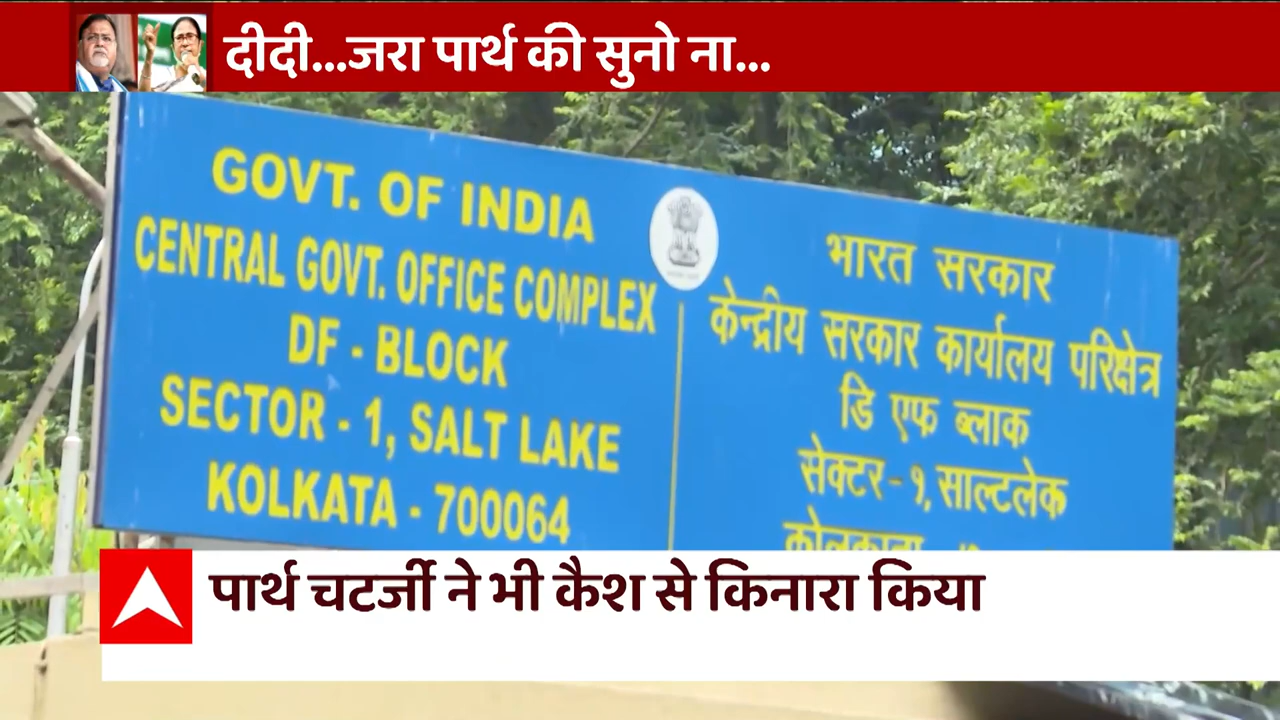 दीदी...जरा पार्थ की सुनो ना...
GOVT. OF INDIA
CENTRAL GOVT. OFFICE COMPLEX
DF - BLOCK
SECTOR - 1, SALT LAKE
KOLKATA - 700064
भारत सरकार
केन्द्रीय सरकार कार्यालय परिक्षेत्र
डि एफ ब्लाक
सेक्टर - १, साल्टलेक
कोलकाता -
पार्थ चटर्जी ने भी कैश से किनारा किया